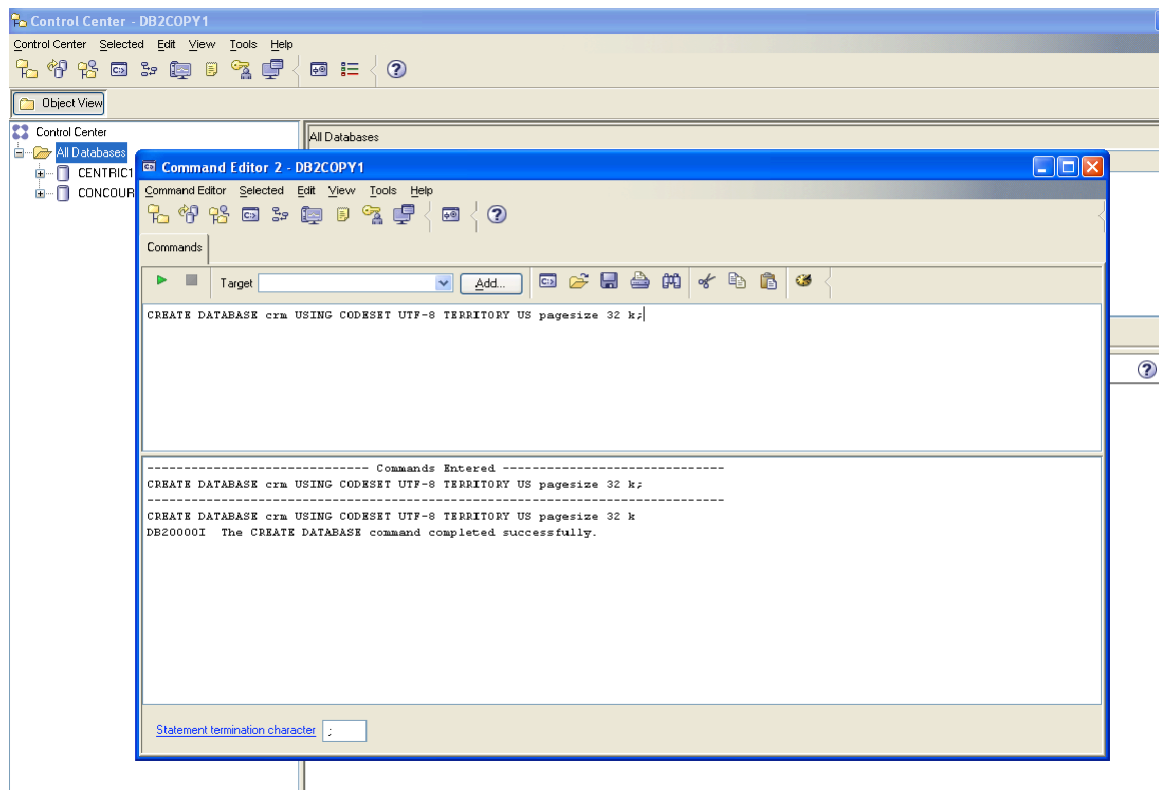 Control Center - DB2COPY1
Control Center Selected Edit View Tools Help
Object View
Control Center
All Databases
CENTRIC1
CONCOUR
All Databases
Command Editor 2 - DB2COPY1
Command Editor Selected Edit View Tools Help
Commands
Target Add...
CREATE DATABASE crm USING CODESET UTF-8 TERRITORY US pagesize 32 k;
------------------------------ Commands Entered ------------------------------
CREATE DATABASE crm USING CODESET UTF-8 TERRITORY US pagesize 32 k;
------------------------------------------------------------------------------
CREATE DATABASE crm USING CODESET UTF-8 TERRITORY US pagesize 32 k
DB20000I  The CREATE DATABASE command completed successfully.
Statement termination character ;